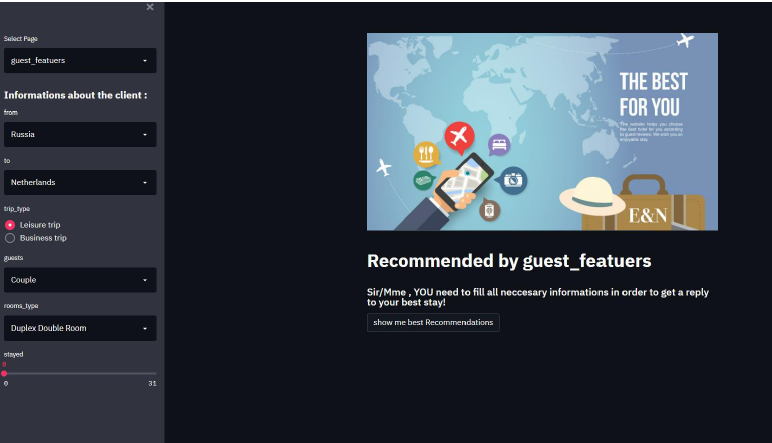 Select Page
guest_featuers
Informations about the client :
from
Russia
to
Netherlands
trip_type
Leisure trip
Business trip
guests
Couple
rooms_type
Duplex Double Room
stayed
0
0 31
THE BEST
FOR YOU
The website helps you choose
the best hotel for you according
to guest reviews. We wish you an
enjoyable stay
E&N
Recommended by guest_featuers
Sir/Mme , YOU need to fill all neccesary informations in order to get a reply
to your best stay!
show me best Recommendations